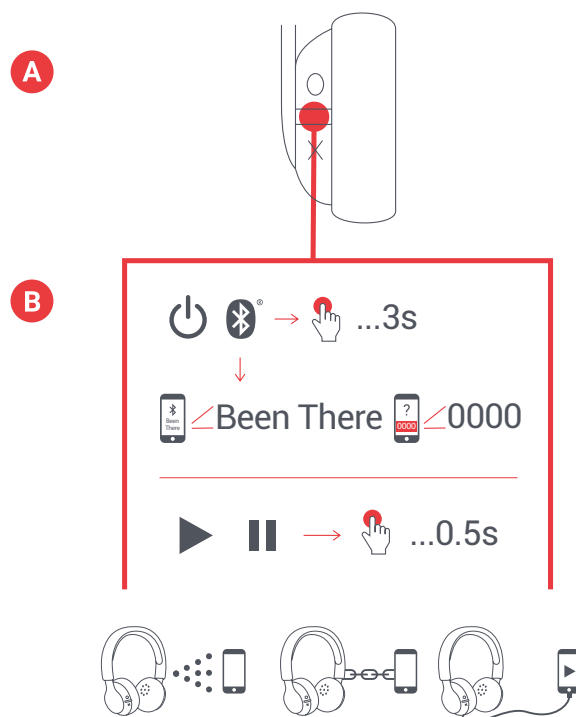 A
B
® ...3s
Been There
Been There
?
0000
0000
...0.5s